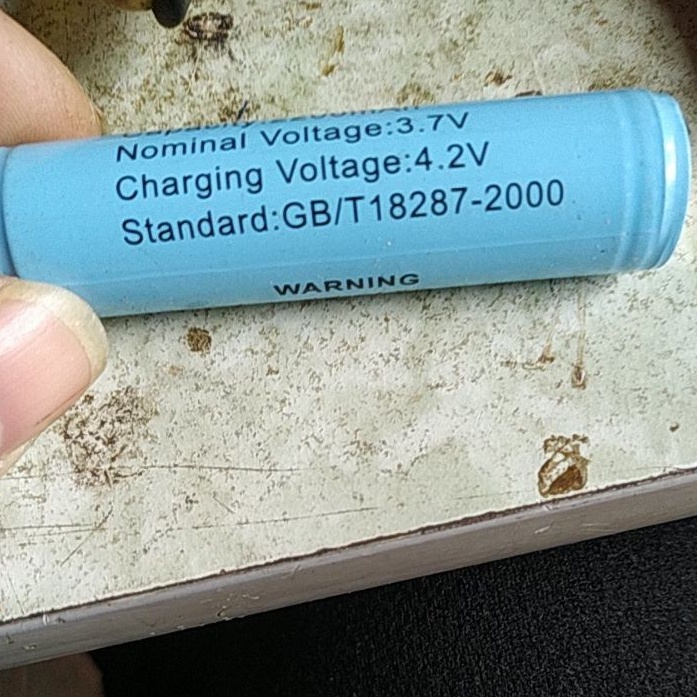 Nominal Voltage:3.7V
Charging Voltage:4.2V
Standard:GB/T18287-2000
WARNING